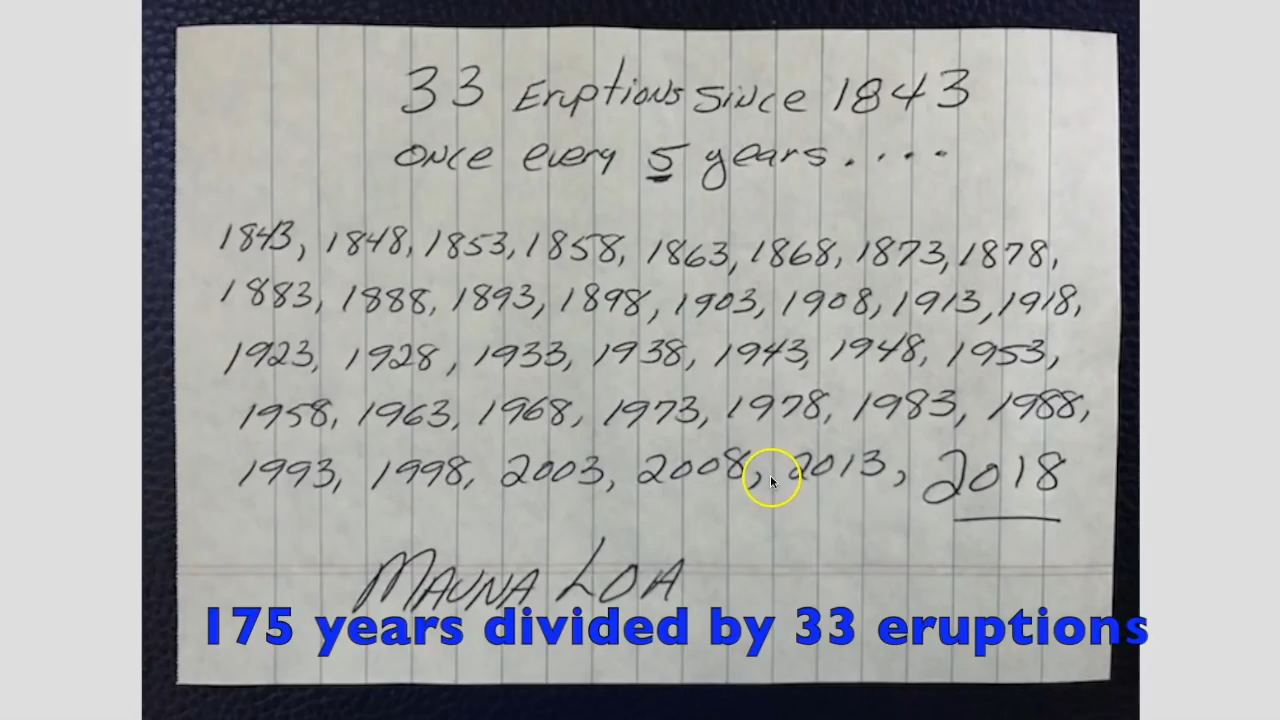 33 Eruptions Since 1843
once every 5 years . . . .
1843, 1848, 1853, 1858, 1863, 1868, 1873, 1878,
1883, 1888, 1893, 1898, 1903, 1908, 1913, 1918,
1923, 1928, 1933, 1938, 1943, 1948, 1953,
1958, 1963, 1968, 1973, 1978, 1983, 1988,
1993, 1998, 2003, 2008, 2013, 2018
MAUNA LOA
175 years divided by 33 eruptions